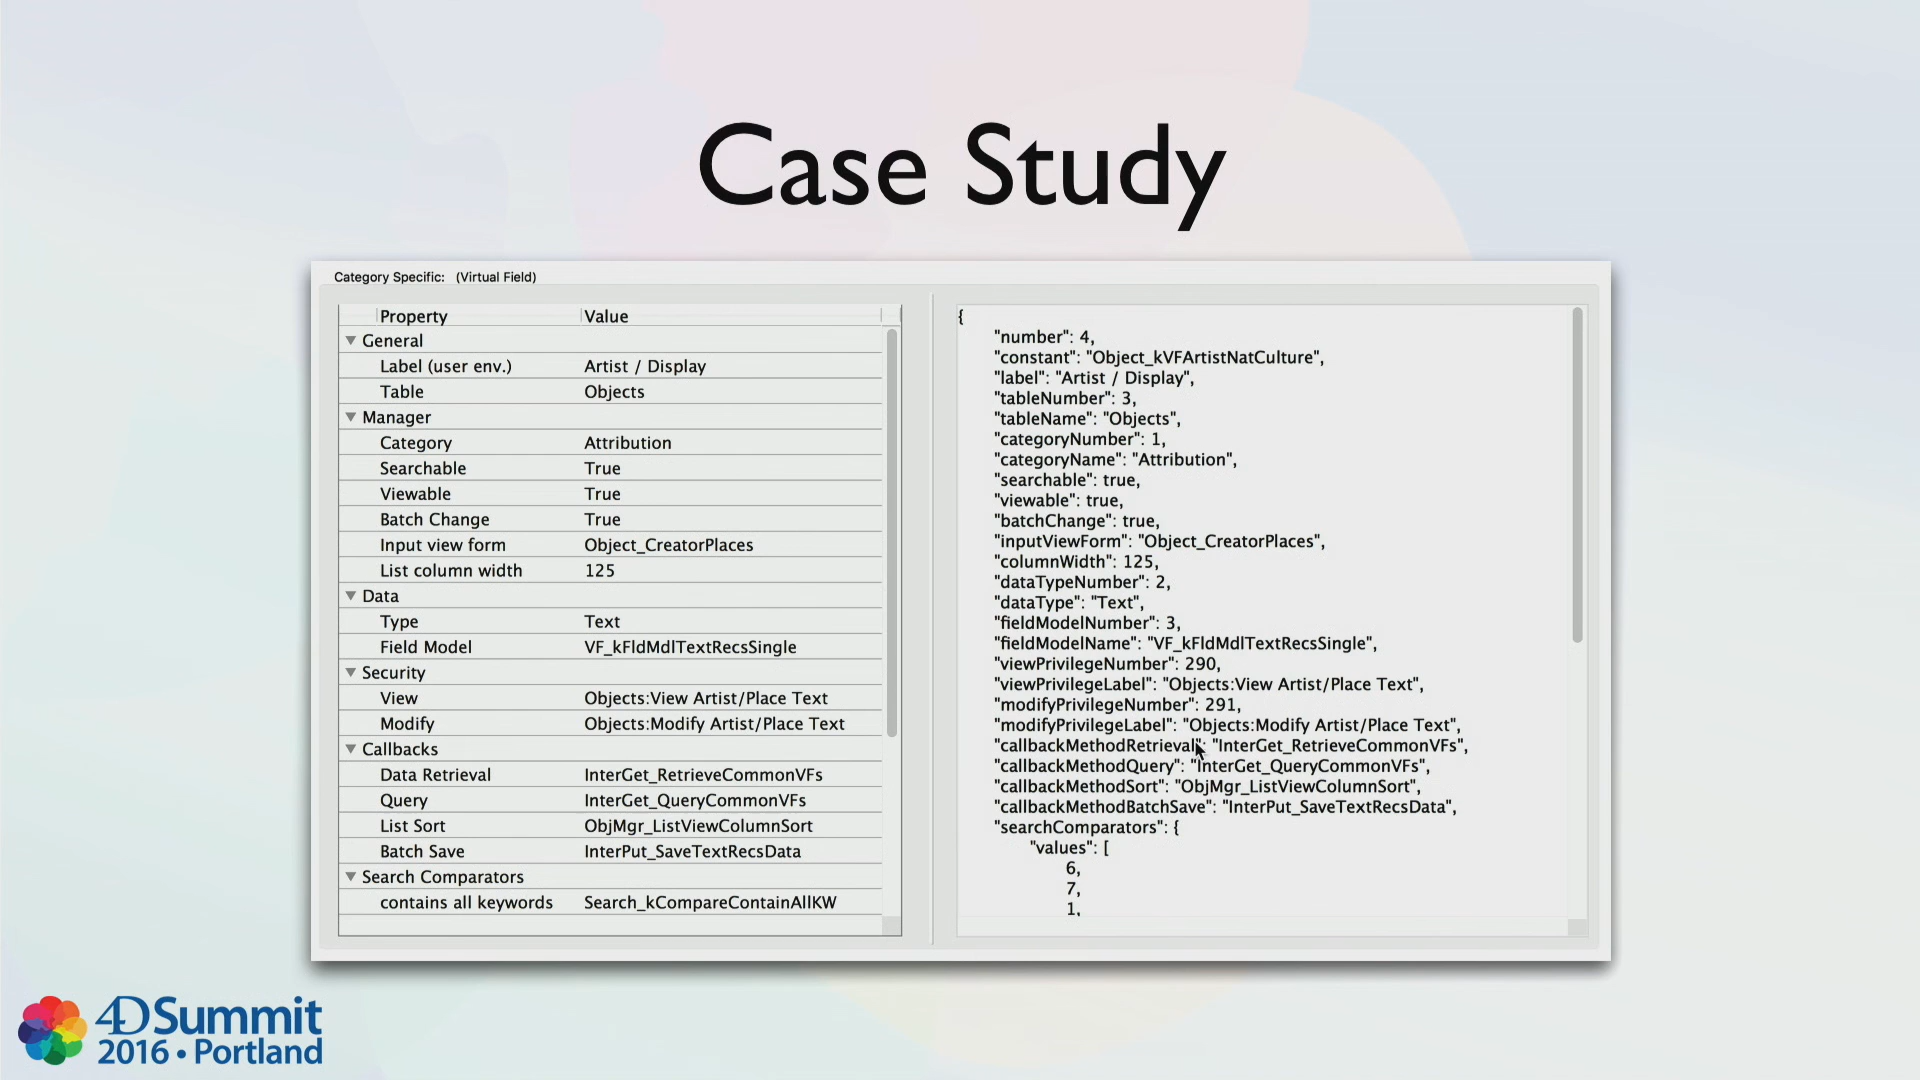 Case Study
Category Specific: (Virtual Field)
Property Value
General
Label (user env.) Artist / Display
Table Objects
Manager
Category Attribution
Searchable True
Viewable True
Batch Change True
Input view form Object_CreatorPlaces
List column width 125
Data
Type Text
Field Model VF_kFldMdlTextRecsSingle
Security
View Objects:View Artist/Place Text
Modify Objects:Modify Artist/Place Text
Callbacks
Data Retrieval InterGet_RetrieveCommonVFs
Query InterGet_QueryCommonVFs
List Sort ObjMgr_ListViewColumnSort
Batch Save InterPut_SaveTextRecsData
Search Comparators
contains all keywords Search_kCompareContainAllKW
{
"number": 4,
"constant": "Object_kVFArtistNatCulture",
"label": "Artist / Display",
"tableNumber": 3,
"tableName": "Objects",
"categoryNumber": 1,
"categoryName": "Attribution",
"searchable": true,
"viewable": true,
"batchChange": true,
"inputViewForm": "Object_CreatorPlaces",
"columnWidth": 125,
"dataTypeNumber": 2,
"dataType": "Text",
"fieldModelNumber": 3,
"fieldModelName": "VF_kFldMdlTextRecsSingle",
"viewPrivilegeNumber": 290,
"viewPrivilegeLabel": "Objects:View Artist/Place Text",
"modifyPrivilegeNumber": 291,
"modifyPrivilegeLabel": "Objects:Modify Artist/Place Text",
"callbackMethodRetrieval": "InterGet_RetrieveCommonVFs",
"callbackMethodQuery": "InterGet_QueryCommonVFs",
"callbackMethodSort": "ObjMgr_ListViewColumnSort",
"callbackMethodBatchSave": "InterPut_SaveTextRecsData",
"searchComparators": {
"values": [
6,
7,
1,
4D Summit
2016 • Portland